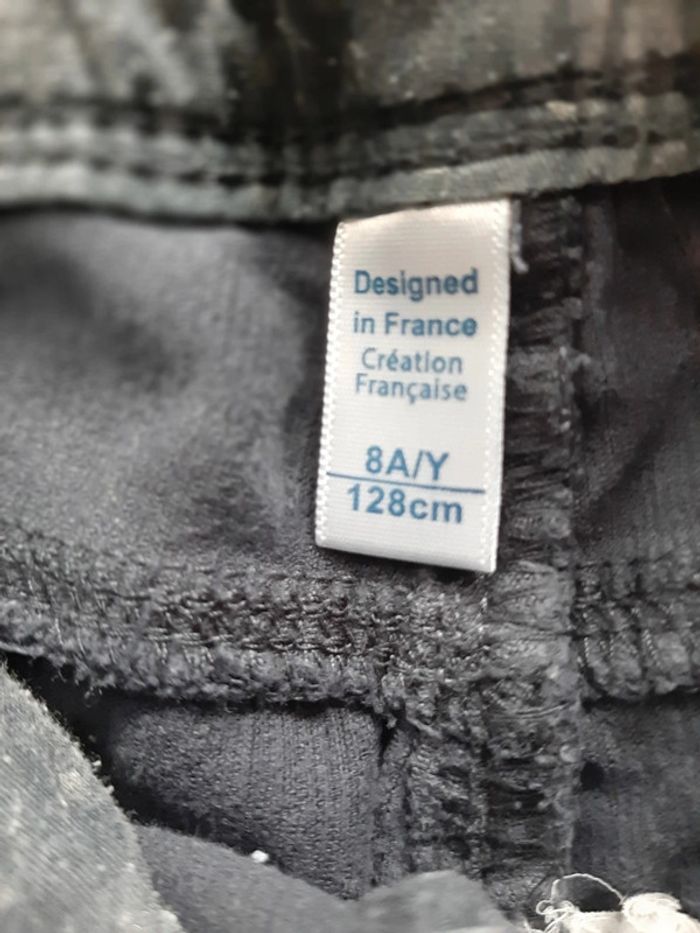 Designed
in France
Création
Française
8A/Y
128cm